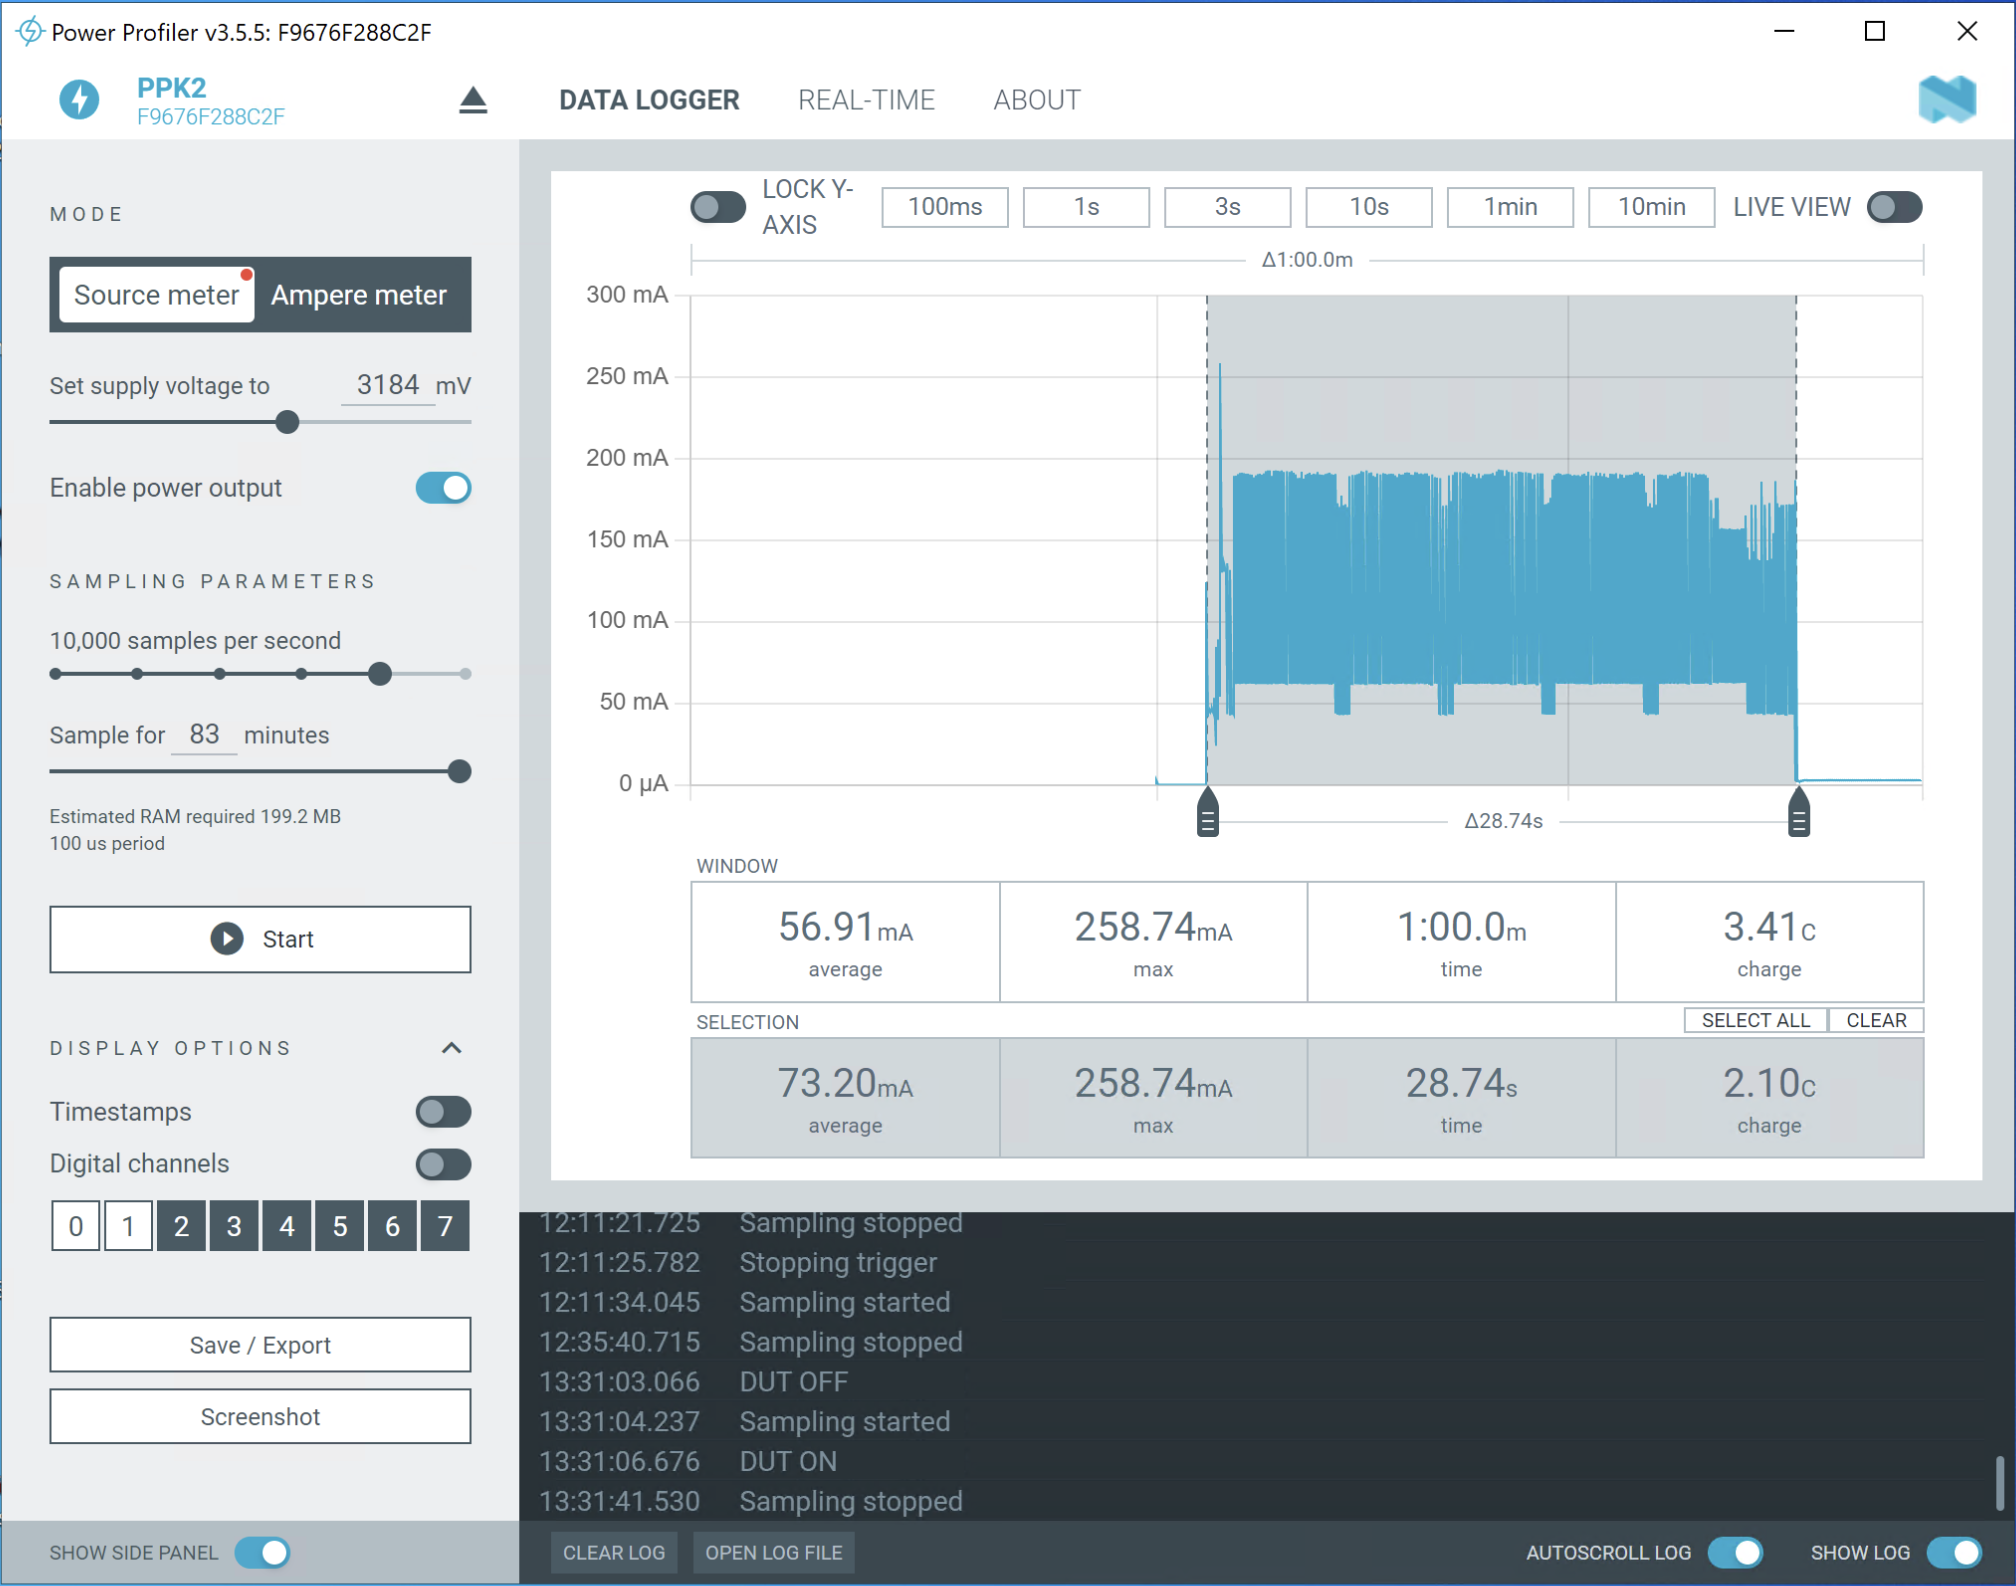 Power Profiler v3.5.5: F9676F288C2F
PPK2
F9676F288C2F
DATA LOGGER
REAL-TIME
ABOUT
MODE
Source meter
Ampere meter
Set supply voltage to 3184 mV
Enable power output
SAMPLING PARAMETERS
10,000 samples per second
Sample for 83 minutes
Estimated RAM required 199.2 MB
100 us period
Start
DISPLAY OPTIONS
Timestamps
Digital channels
0 1 2 3 4 5 6 7
Save / Export
Screenshot
SHOW SIDE PANEL
LOCK Y-
AXIS
100ms
1s
3s
10s
1min
10min
LIVE VIEW
Δ1:00.0m
300 mA
250 mA
200 mA
150 mA
100 mA
50 mA
0 µA
Δ28.74s
WINDOW
56.91mA
average
258.74mA
max
1:00.0m
time
3.41C
charge
SELECTION
SELECT ALL
CLEAR
73.20mA
average
258.74mA
max
28.74s
time
2.10C
charge
12:11:21.725 Sampling stopped
12:11:25.782 Stopping trigger
12:11:34.045 Sampling started
12:35:40.715 Sampling stopped
13:31:03.066 DUT OFF
13:31:04.237 Sampling started
13:31:06.676 DUT ON
13:31:41.530 Sampling stopped
CLEAR LOG
OPEN LOG FILE
AUTOSCROLL LOG
SHOW LOG